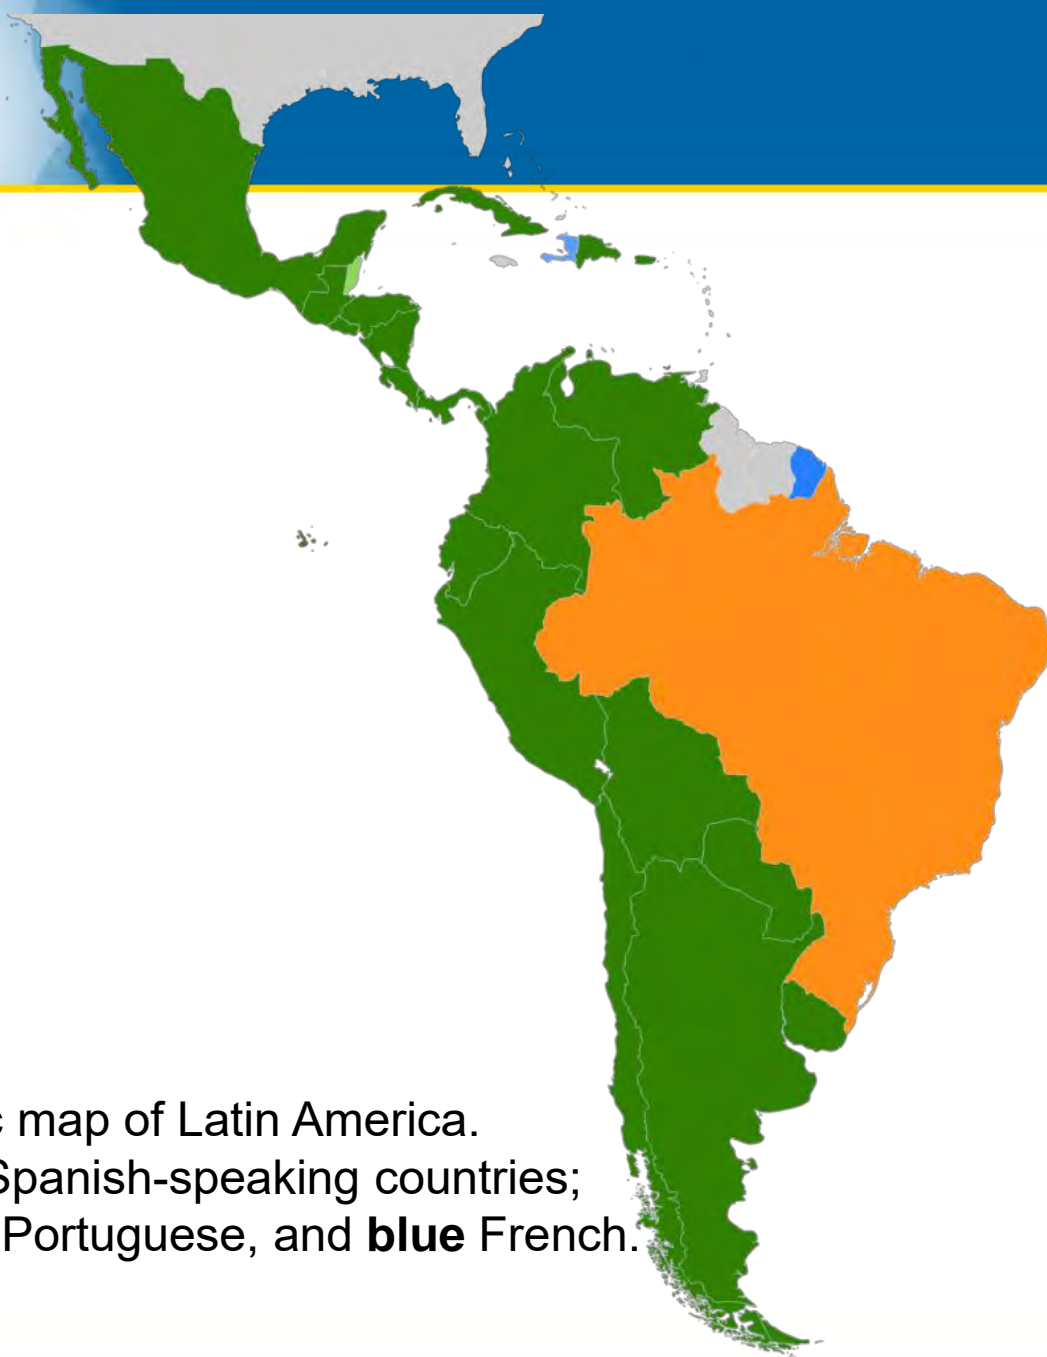 map of Latin America.
Spanish-speaking countries;
Portuguese, and blue French.